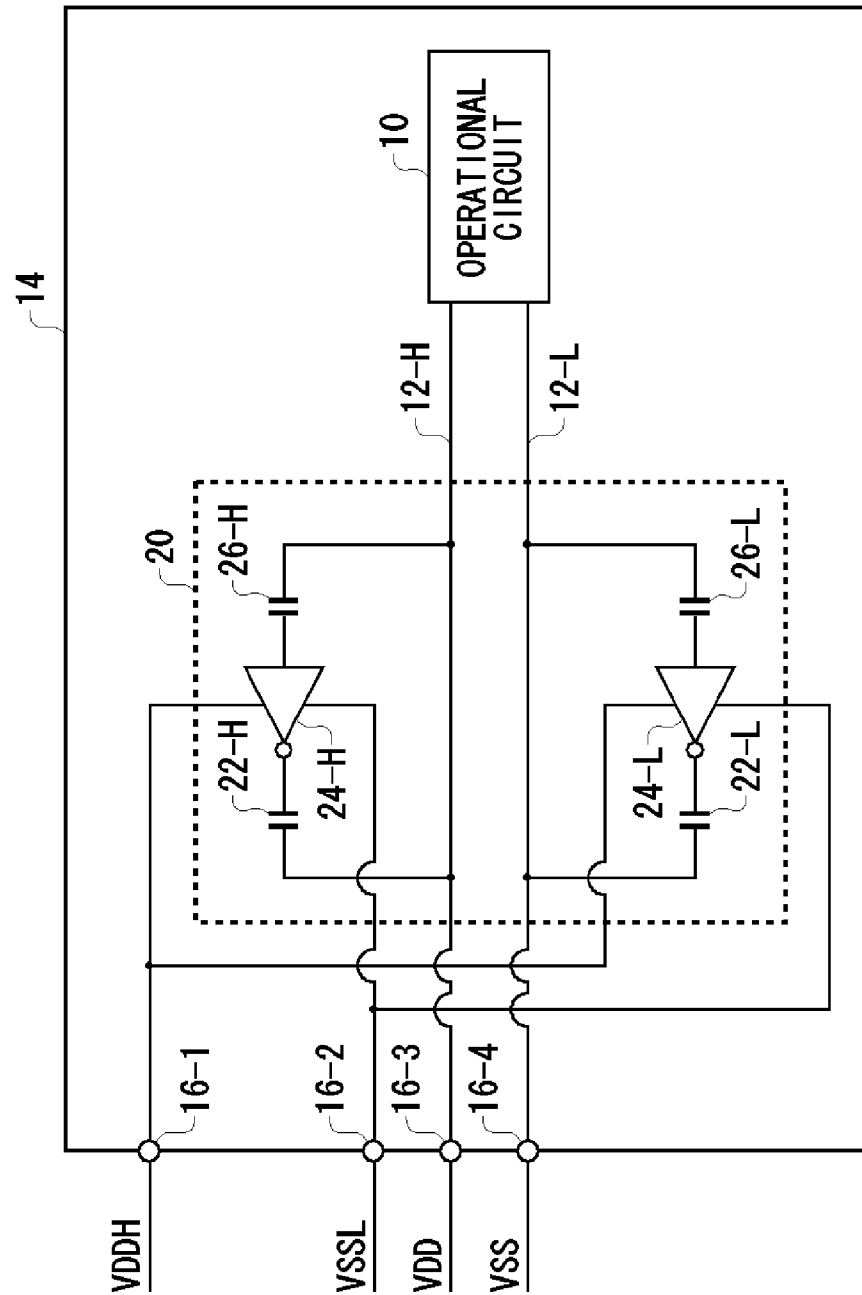 14
10
OPERATIONAL
CIRCUIT
12-H
12-L
20
26-H
26-L
22-H
24-H
24-L
22-L
16-1
16-2
16-3
16-4
VDDH
VSSL
VDD
VSS